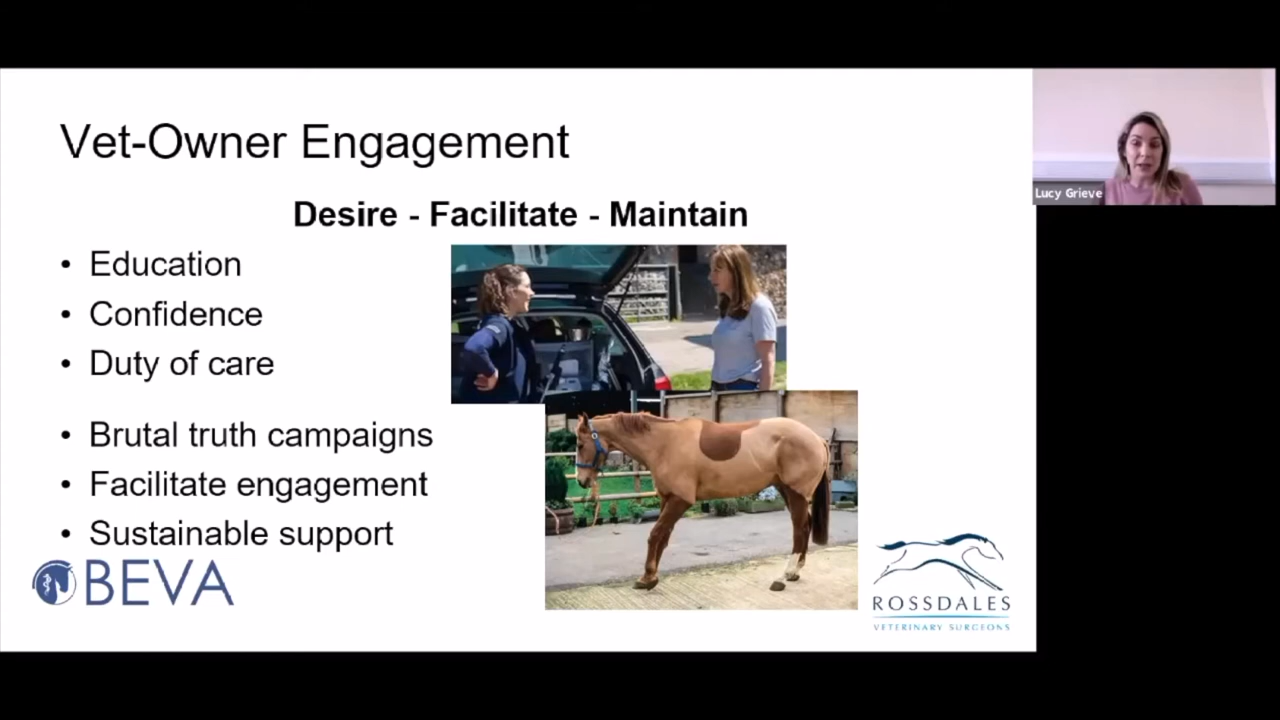 Vet-Owner Engagement
Desire - Facilitate - Maintain
• Education
• Confidence
• Duty of care
• Brutal truth campaigns
• Facilitate engagement
• Sustainable support
BEVA
ROSSDALES
VETERINARY SURGEONS
Lucy Grieve